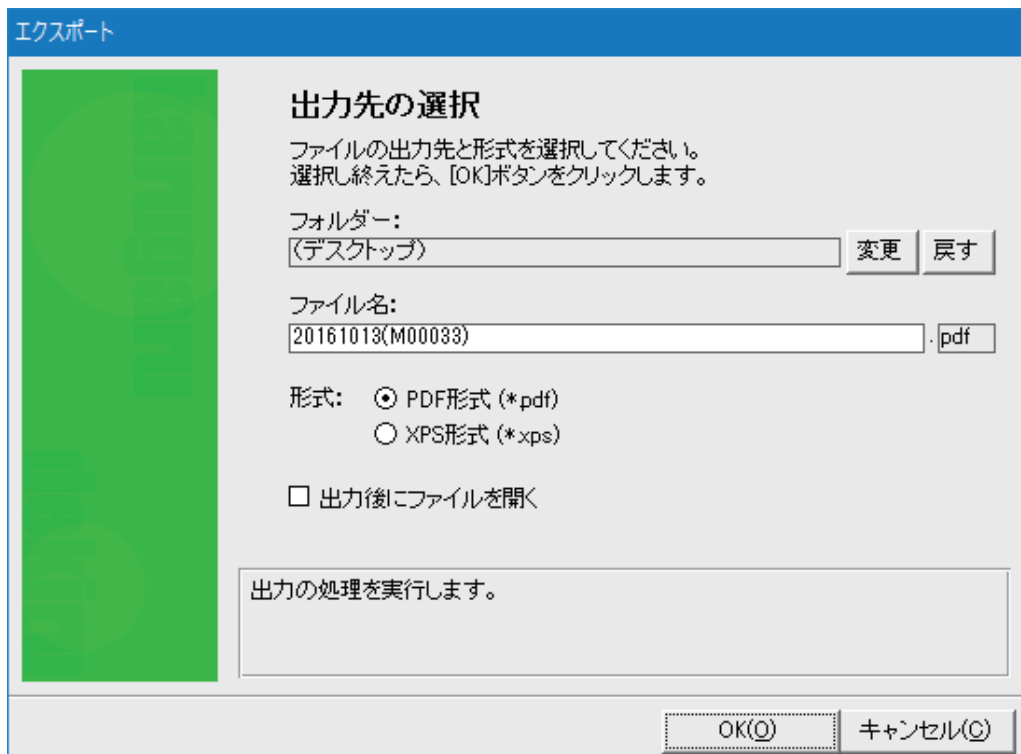 エクスポート
出力先の選択
ファイルの出力先と形式を選択してください。
選択し終えたら、[OK]ボタンをクリックします。
フォルダー:
(デスクトップ) 変更 戻す
ファイル名:
20161013(M00033) .pdf
形式: PDF形式 (*.pdf)
XPS形式 (*.xps)
出力後にファイルを開く
出力の処理を実行します。
OK(O) キャンセル(C)